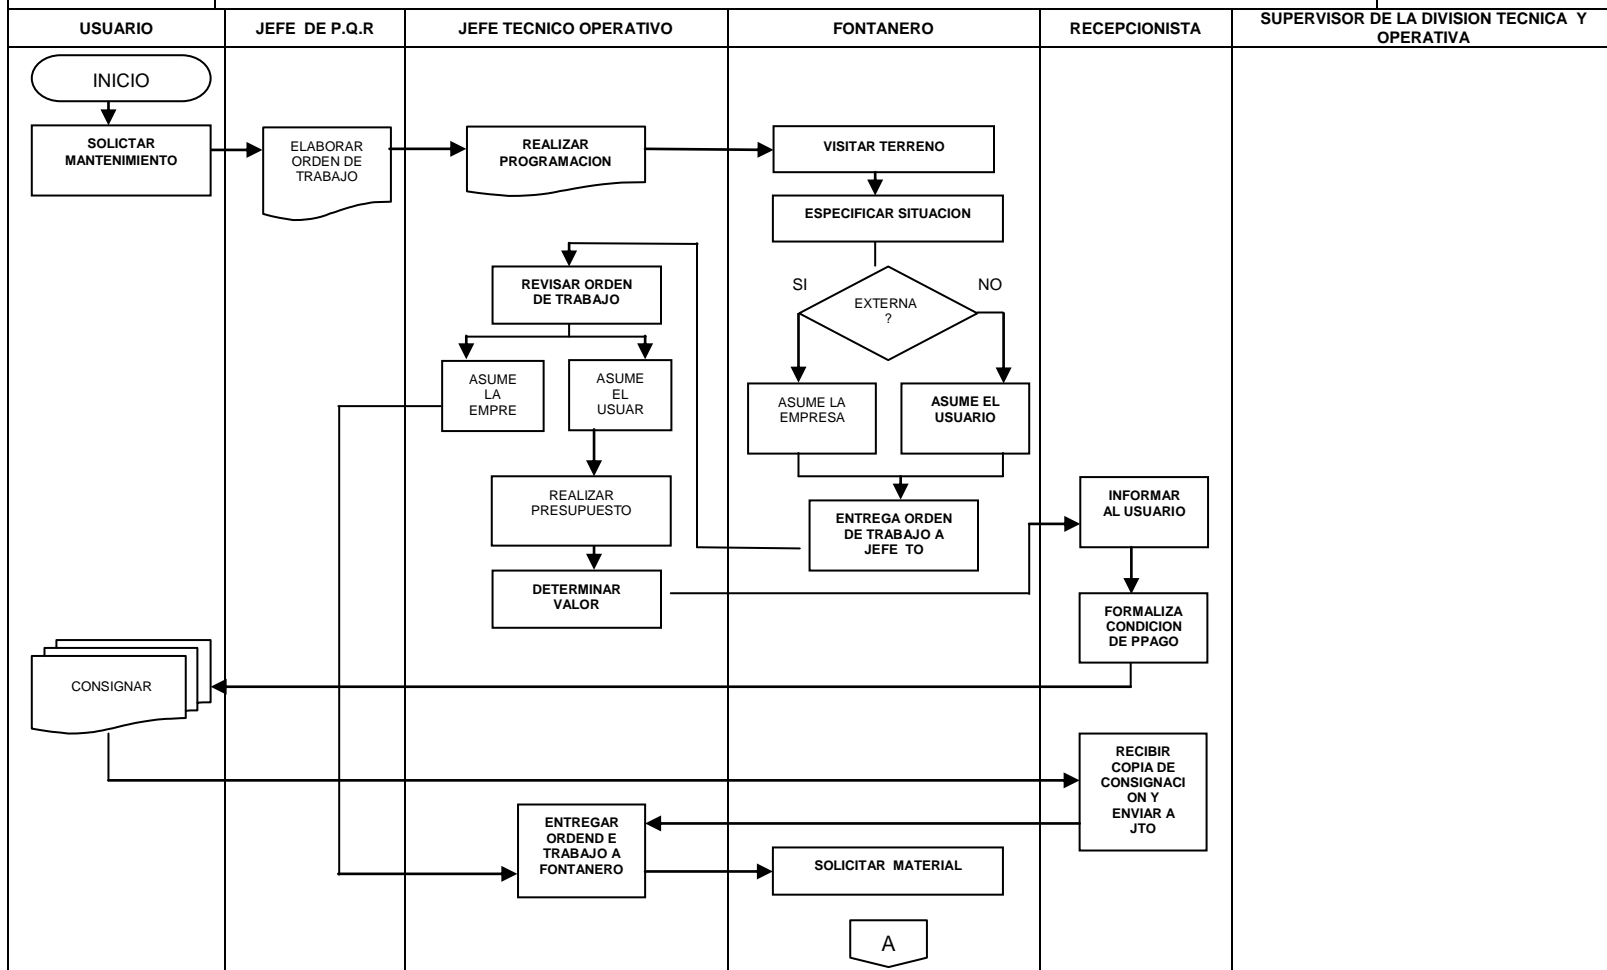 USUARIO
JEFE DE P.Q.R
JEFE TECNICO OPERATIVO
FONTANERO
RECEPCIONISTA
SUPERVISOR DE LA DIVISION TECNICA Y
OPERATIVA
INICIO
SOLICTAR
MANTENIMIENTO
ELABORAR
ORDEN DE
TRABAJO
REALIZAR
PROGRAMACION
VISITAR TERRENO
ESPECIFICAR SITUACION
SI
EXTERNA
?
NO
ASUME LA
EMPRESA
ASUME EL
USUARIO
ENTREGA ORDEN
DE TRABAJO A
JEFE TO
REVISAR ORDEN
DE TRABAJO
ASUME
LA
EMPRE
ASUME
EL
USUAR
REALIZAR
PRESUPUESTO
DETERMINAR
VALOR
INFORMAR
AL USUARIO
FORMALIZA
CONDICION
DE PPAGO
CONSIGNAR
RECIBIR
COPIA DE
CONSIGNACI
ON Y
ENVIAR A
JTO
ENTREGAR
ORDEND E
TRABAJO A
FONTANERO
SOLICITAR MATERIAL
A